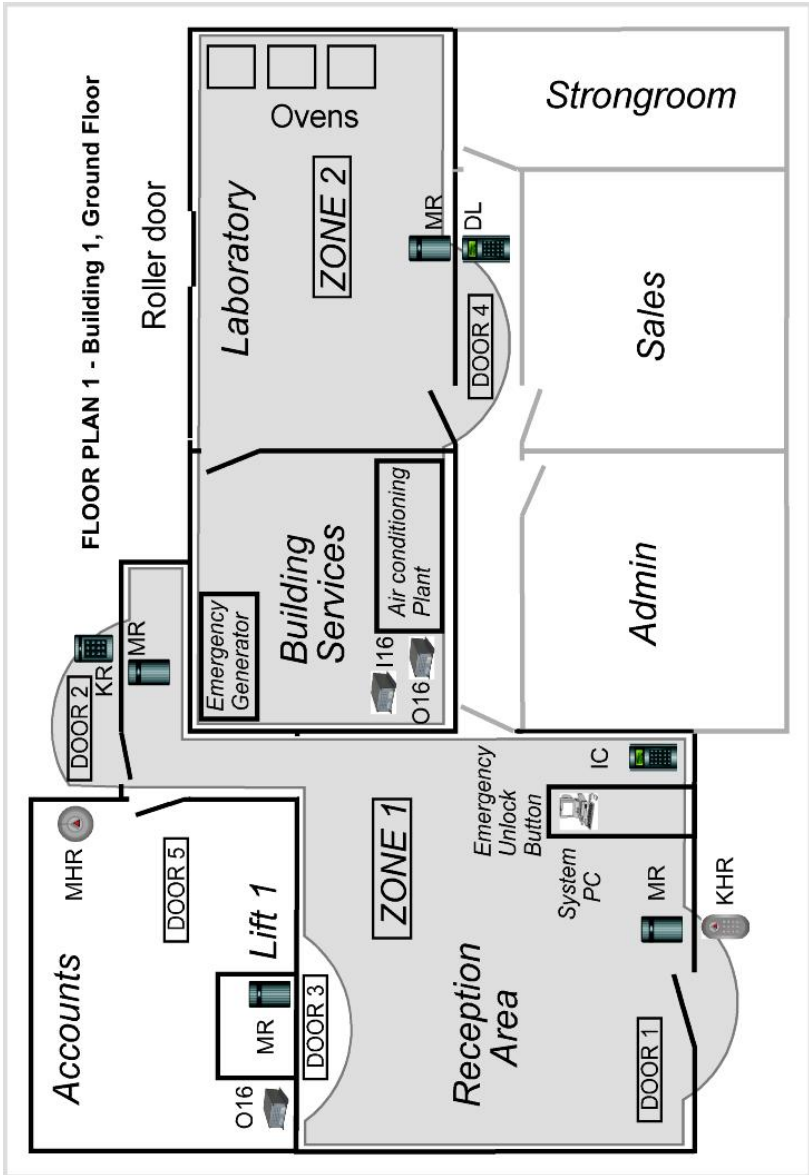 FLOOR PLAN 1 - Building 1, Ground Floor
Accounts
MHR
DOOR 5
Lift 1
MR
O16
DOOR 3
DOOR 2
KR
MR
Roller door
Emergency
Generator
Building
Services
Air conditioning
Plant
I16
O16
Laboratory
Ovens
ZONE 2
MR
DL
DOOR 4
ZONE 1
Reception
Area
Emergency
Unlock
Button
System
PC
IC
MR
KHR
DOOR 1
Admin
Sales
Strongroom